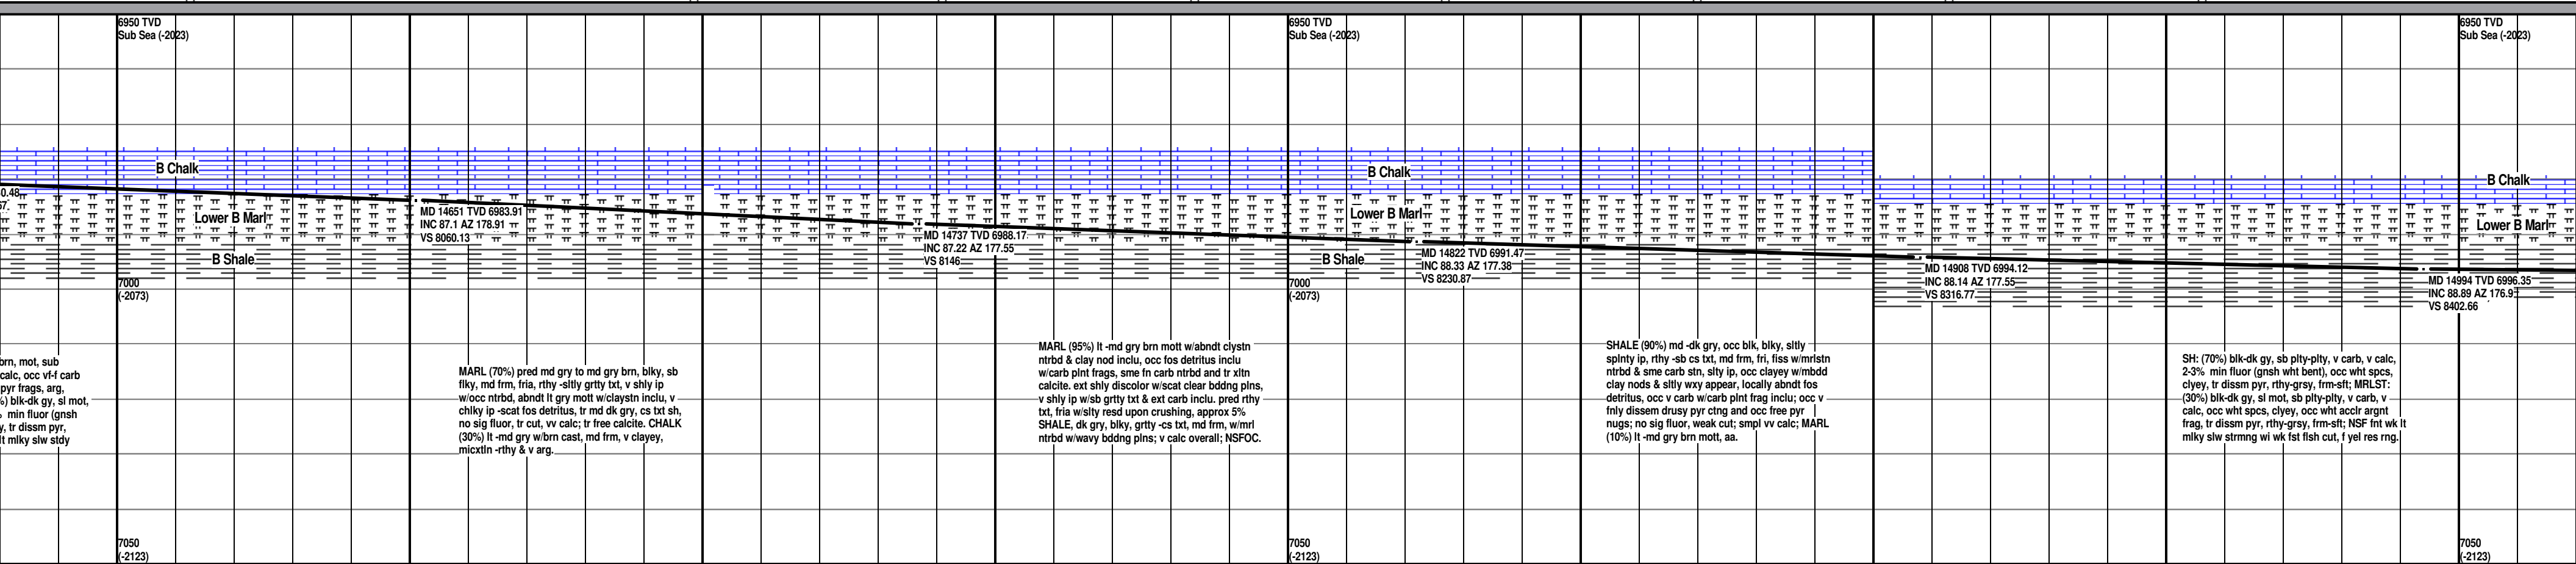 6950 TVD
Sub Sea (-2023)
6950 TVD
Sub Sea (-2023)
6950 TVD
Sub Sea (-2023)
B Chalk
B Chalk
B Chalk
0.48
67.
Lower B Marl
Lower B Marl
Lower B Marl
B Shale
B Shale
MD 14651 TVD 6983.91
INC 87.1 AZ 178.91
VS 8060.13
MD 14737 TVD 6988.17
INC 87.22 AZ 177.55
VS 8146
MD 14822 TVD 6991.47
INC 88.33 AZ 177.38
VS 8230.87
MD 14908 TVD 6994.12
INC 88.14 AZ 177.55
VS 8316.77
MD 14994 TVD 6996.35
INC 88.89 AZ 176.9
VS 8402.66
7000
(-2073)
7000
(-2073)
brn, mot, sub
calc, occ vf-f carb
pyr frags, arg,
%) blk-dk gy, sl mot,
% min fluor (gnsh
y, tr dissm pyr,
lt mlky slw stdy
MARL (70%) pred md gry to md gry brn, blky, sb
flky, md frm, fria, rthy -sltly grtty txt, v shly ip
w/occ ntrbd, abndt lt gry mott w/claystn inclu, v
chlky ip -scat fos detritus, tr md dk gry, cs txt sh,
no sig fluor, tr cut, vv calc; tr free calcite. CHALK
(30%) lt -md gry w/brn cast, md frm, v clayey,
micxtln -rthy & v arg.
MARL (95%) lt -md gry brn mott w/abndt clystn
ntrbd & clay nod inclu, occ fos detritus inclu
w/carb plnt frags, sme fn carb ntrbd and tr xltn
calcite. ext shly discolor w/scat clear bddng plns,
v shly ip w/sb grtty txt & ext carb inclu. pred rthy
txt, fria w/slty resd upon crushing, approx 5%
SHALE, dk gry, blky, grtty -cs txt, md frm, w/mrl
ntrbd w/wavy bddng plns; v calc overall; NSFOC.
SHALE (90%) md -dk gry, occ blk, blky, sltly
splnty ip, rthy -sb cs txt, md frm, fri, fiss w/mrlstn
ntrbd & sme carb stn, slty ip, occ clayey w/mbdd
clay nods & sltly wxy appear, locally abndt fos
detritus, occ v carb w/carb plnt frag inclu; occ v
fnly dissem drusy pyr ctng and occ free pyr
nugs; no sig fluor, weak cut; smpl vv calc; MARL
(10%) lt -md gry brn mott, aa.
SH: (70%) blk-dk gy, sb plty-plty, v carb, v calc,
2-3% min fluor (gnsh wht bent), occ wht spcs,
clyey, tr dissm pyr, rthy-grsy, frm-sft; MRLST:
(30%) blk-dk gy, sl mot, sb plty-plty, v carb, v
calc, occ wht spcs, clyey, occ wht acclr argnt
frag, tr dissm pyr, rthy-grsy, frm-sft; NSF fnt wk lt
mlky slw strmng wi wk fst flsh cut, f yel res rng.
7050
(-2123)
7050
(-2123)
7050
(-2123)